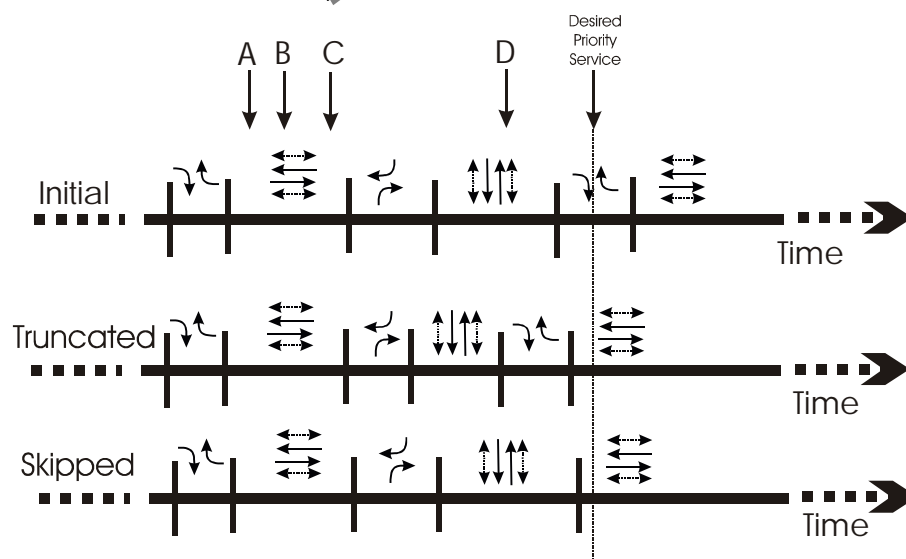 Desired
Priority
Service
A B C D
Initial
Time
Truncated
Time
Skipped
Time